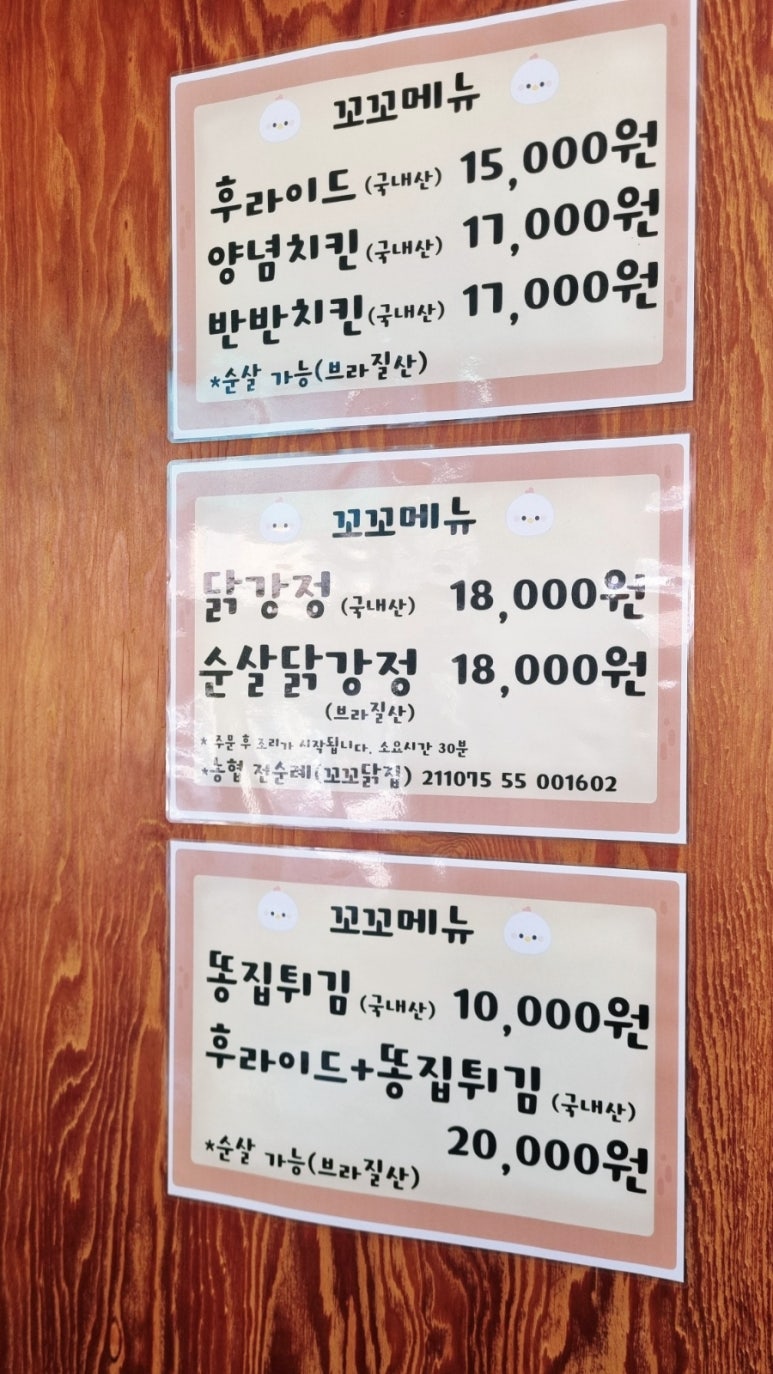 꼬꼬메뉴
후라이드(국내산) 15,000원
양념치킨(국내산) 17,000원
반반치킨(국내산) 17,000원
*순살 가능(브라질산)
꼬꼬메뉴
닭강정(국내산) 18,000원
순살닭강정 18,000원
(브라질산)
* 주문 후 조리가 시작됩니다. 소요시간 30분
*농협 전순례(꼬꼬닭집) 211075 55 001602
꼬꼬메뉴
똥집튀김(국내산) 10,000원
후라이드+똥집튀김(국내산)
20,000원
*순살 가능(브라질산)